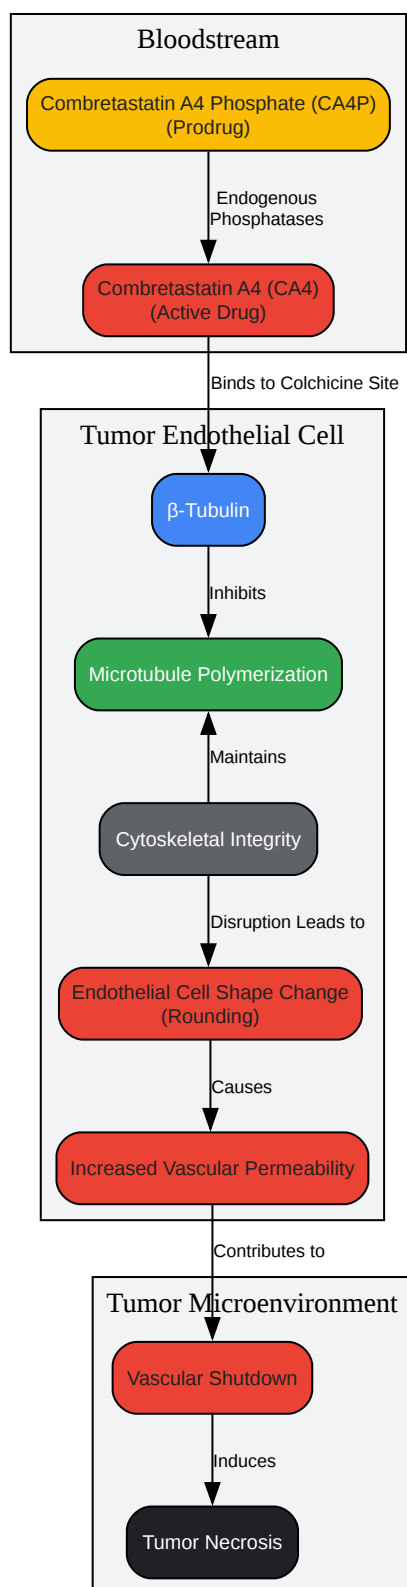 Bloodstream
Combretastatin A4 Phosphate (CA4P)
(Prodrug)
Endogenous
Phosphatases
Combretastatin A4 (CA4)
(Active Drug)
Binds to Colchicine Site
Tumor Endothelial Cell
β-Tubulin
Inhibits
Microtubule Polymerization
Maintains
Cytoskeletal Integrity
Disruption Leads to
Endothelial Cell Shape Change
(Rounding)
Causes
Increased Vascular Permeability
Contributes to
Tumor Microenvironment
Vascular Shutdown
Induces
Tumor Necrosis